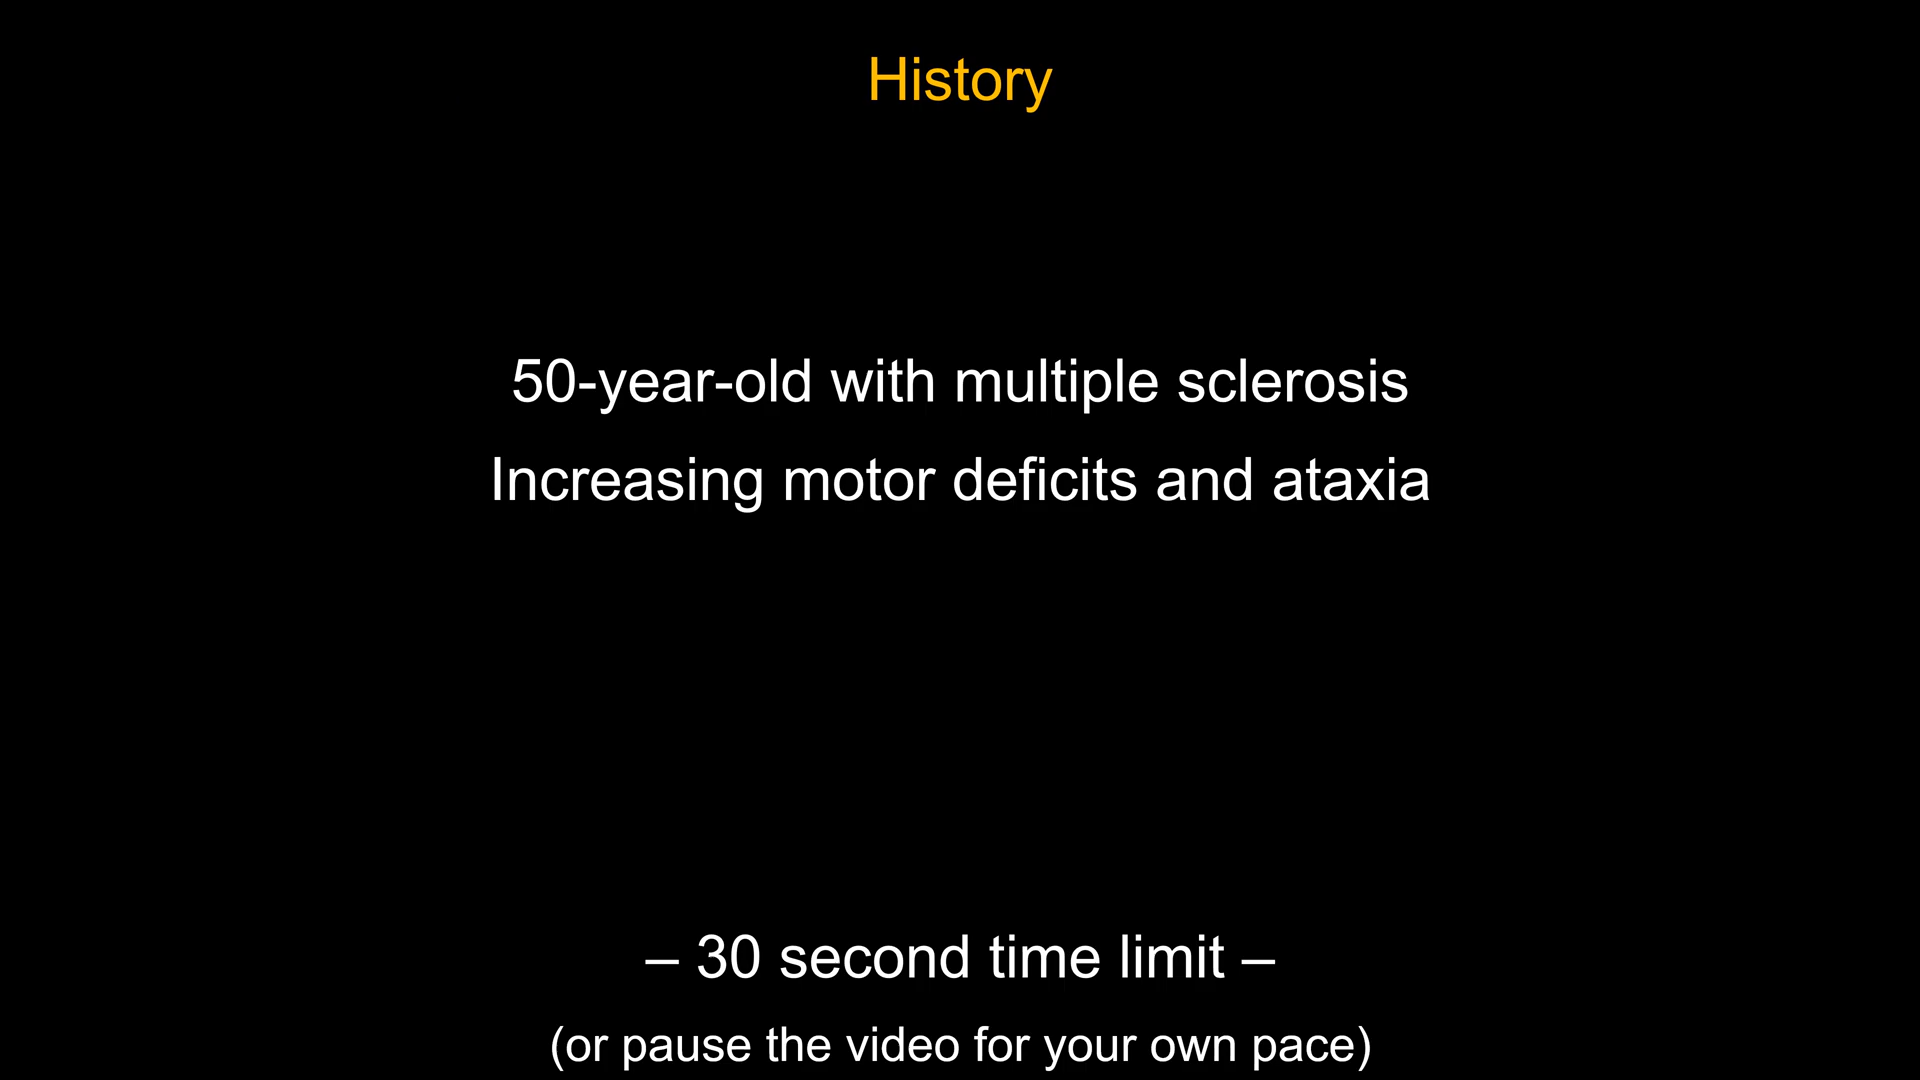 History
50-year-old with multiple sclerosis
Increasing motor deficits and ataxia
– 30 second time limit –
(or pause the video for your own pace)